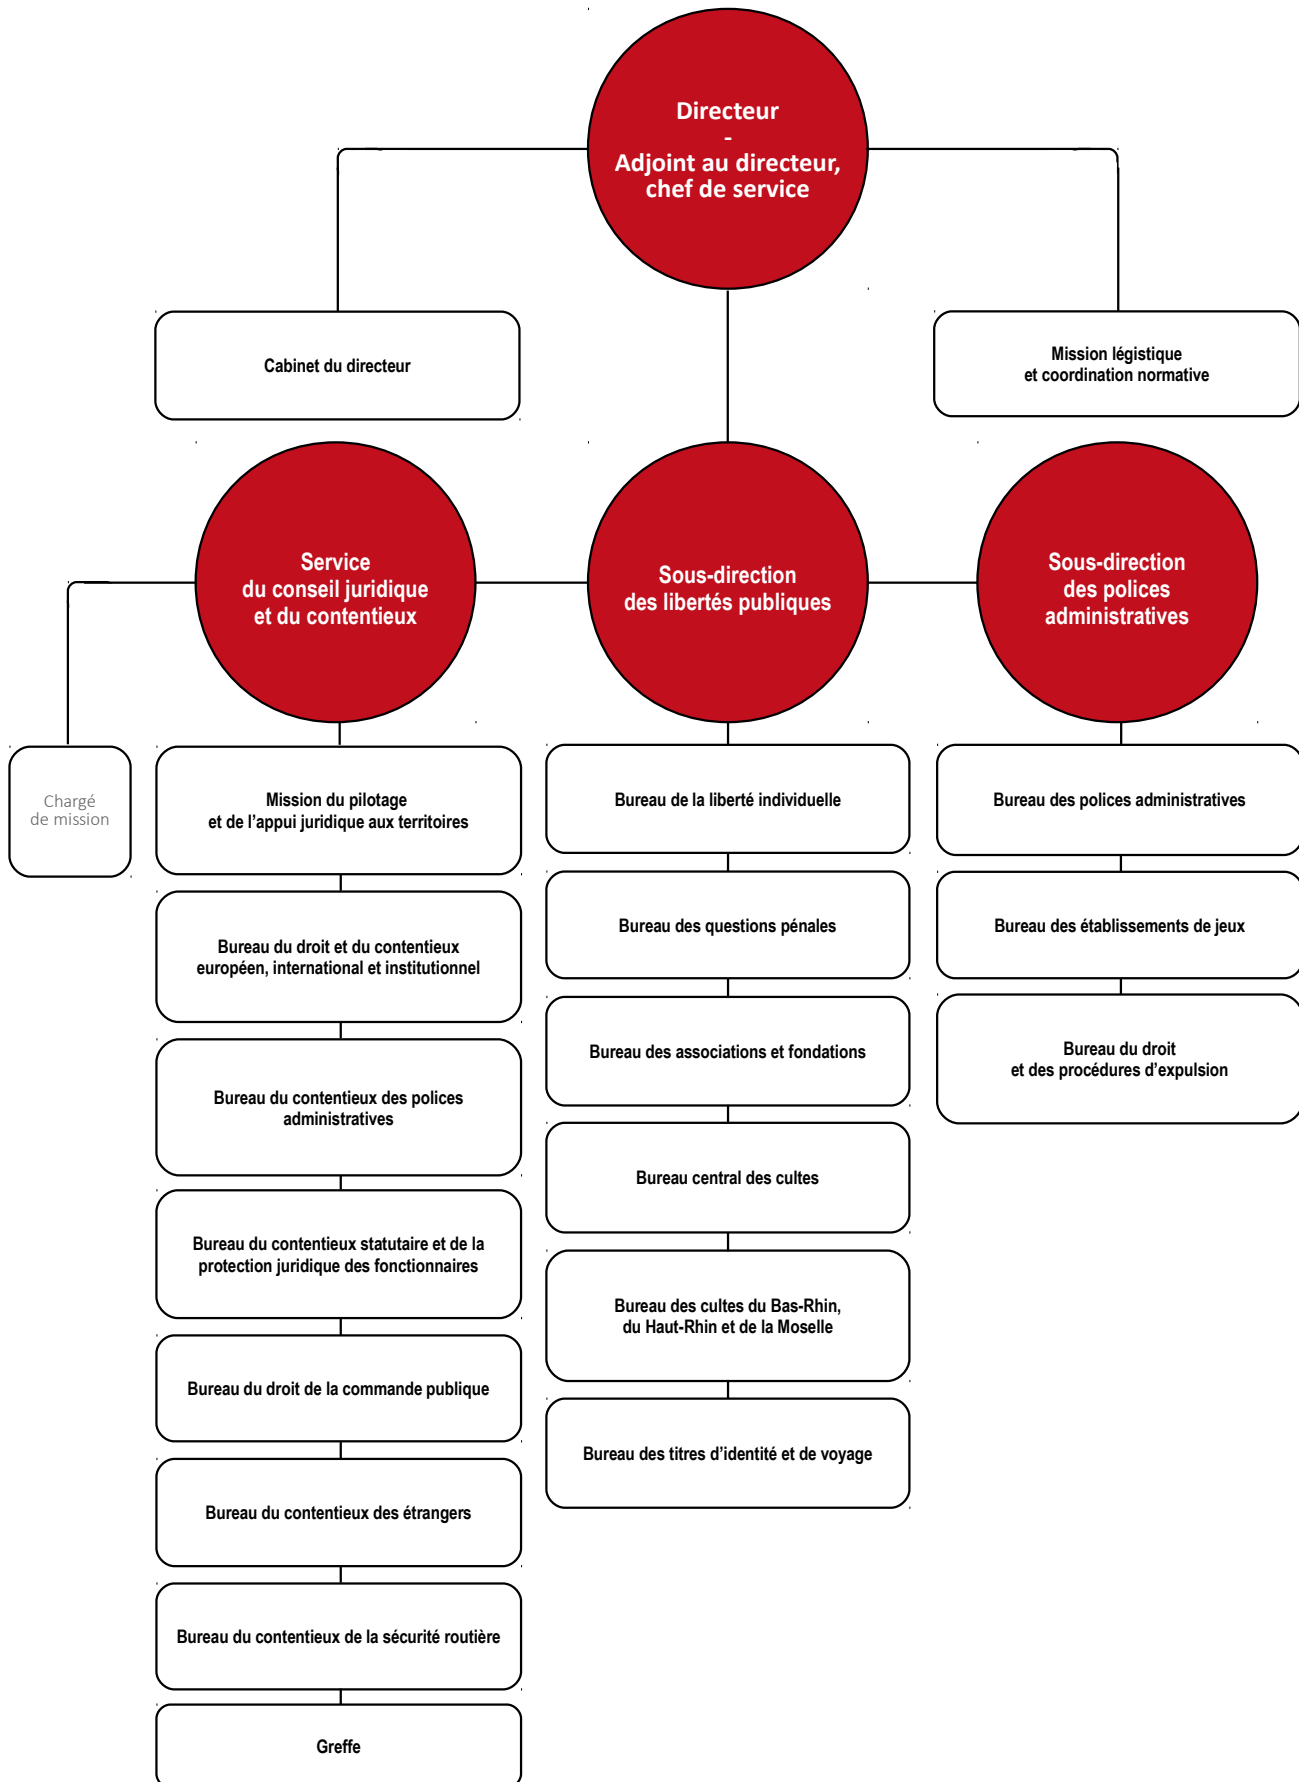 Directeur
-
Adjoint au directeur,
chef de service
Cabinet du directeur
Mission légistique
et coordination normative
Service
du conseil juridique
et du contentieux
Sous-direction
des libertés publiques
Sous-direction
des polices
administratives
Chargé
de mission
Mission du pilotage
et de l’appui juridique aux territoires
Bureau du droit et du contentieux
européen, international et institutionnel
Bureau du contentieux des polices
administratives
Bureau du contentieux statutaire et de la
protection juridique des fonctionnaires
Bureau du droit de la commande publique
Bureau du contentieux des étrangers
Bureau du contentieux de la sécurité routière
Greffe
Bureau de la liberté individuelle
Bureau des questions pénales
Bureau des associations et fondations
Bureau central des cultes
Bureau des cultes du Bas-Rhin,
du Haut-Rhin et de la Moselle
Bureau des titres d’identité et de voyage
Bureau des polices administratives
Bureau des établissements de jeux
Bureau du droit
et des procédures d’expulsion